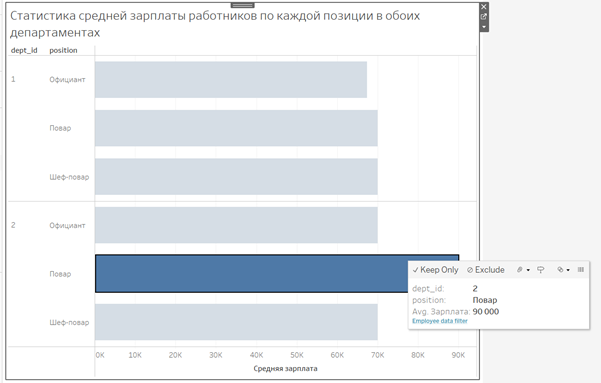 Статистика средней зарплаты работников по каждой позиции в обоих
департаментах
dept_id position
1 Официант
Повар
Шеф-повар
2 Официант
Повар
Шеф-повар
Keep Only Exclude
dept_id: 2
position: Повар
Avg. Зарплата: 90 000
Employee data filter
0K 10K 20K 30K 40K 50K 60K 70K 80K 90K
Средняя зарплата